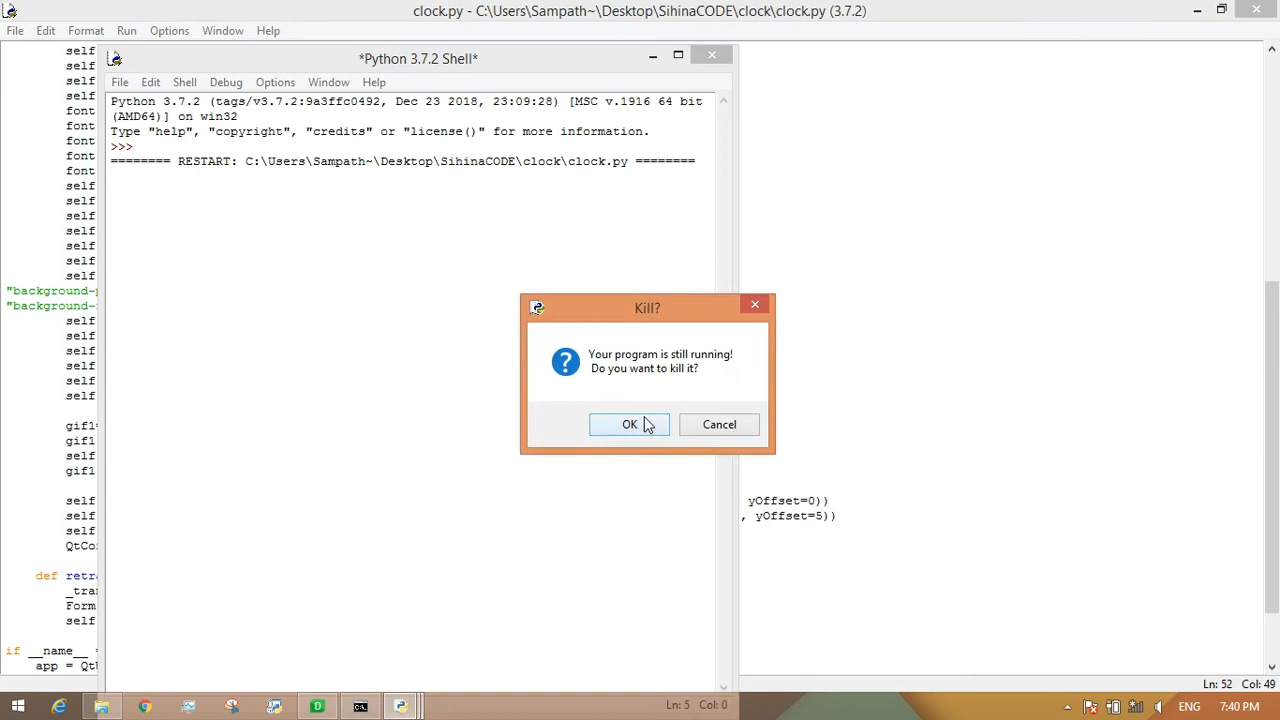 clock.py - C:\Users\Sampath~\Desktop\SihinaCODE\clock\clock.py (3.7.2)
File Edit Format Run Options Window Help
self
*Python 3.7.2 Shell*
self
self
File Edit Shell Debug Options Window Help
self
Python 3.7.2 (tags/v3.7.2:9a3ffc0492, Dec 23 2018, 23:09:28) [MSC v.1916 64 bit
(AMD64)] on win32
Type "help", "copyright", "credits" or "license()" for more information.
>>>
======== RESTART: C:\Users\Sampath~\Desktop\SihinaCODE\clock\clock.py ========
font
font
font
font
font
self
self
self
self
self
self
self
"background-
"background-
self
self
self
self
self
self
Kill?
Your program is still running!
Do you want to kill it?
OK Cancel
gif1=
gif1
self
gif1
self
yOffset=0))
self
, yOffset=5))
self
QtCo
def retr
_tra
Form
self
if __name__ =
app = Qt
Ln: 52 Col: 49
Ln: 5 Col: 0
ENG 7:40 PM